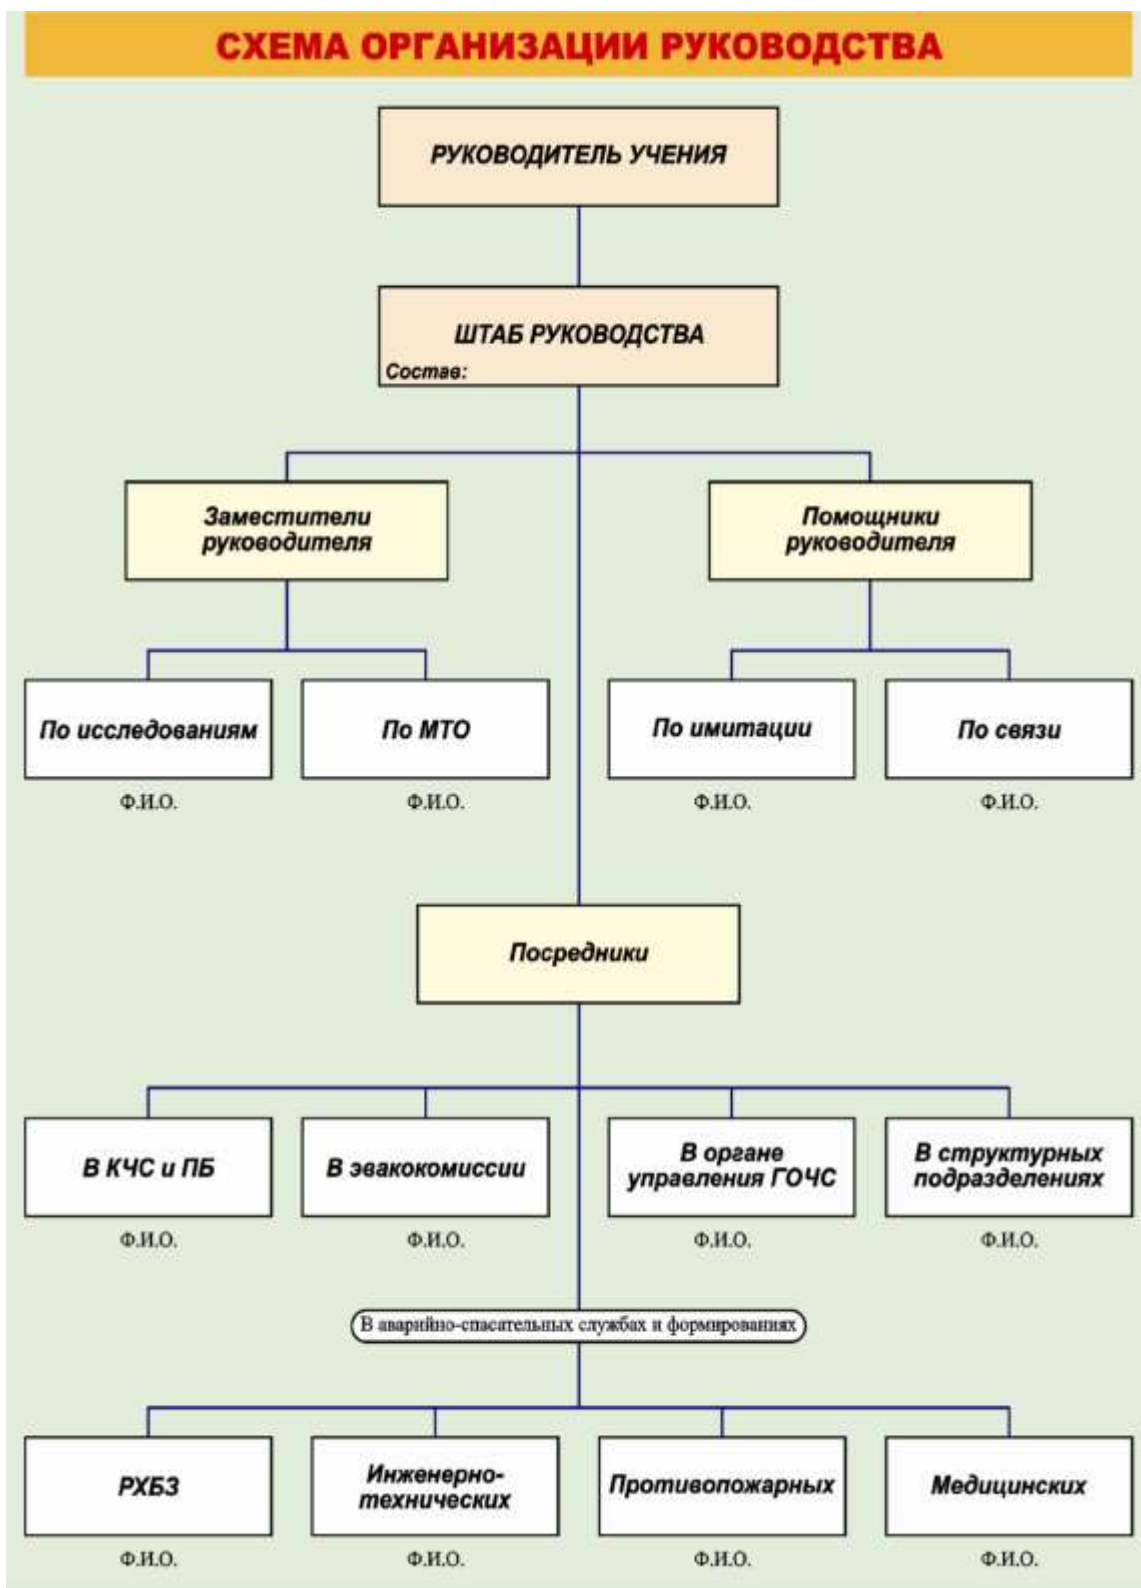 СХЕМА ОРГАНИЗАЦИИ РУКОВОДСТВА
РУКОВОДИТЕЛЬ УЧЕНИЯ
ШТАБ РУКОВОДСТВА
Состав:
Заместители
руководителя
Помощники
руководителя
По исследованиям
По МТО
По имитации
По связи
Ф.И.О.
Ф.И.О.
Ф.И.О.
Ф.И.О.
Посредники
В КЧС и ПБ
В эвакокомиссии
В органе
управления ГОЧС
В структурных
подразделениях
Ф.И.О.
Ф.И.О.
Ф.И.О.
Ф.И.О.
В аварийно-спасательных службах и формированиях
РХБЗ
Инженерно-
технических
Противопожарных
Медицинских
Ф.И.О.
Ф.И.О.
Ф.И.О.
Ф.И.О.